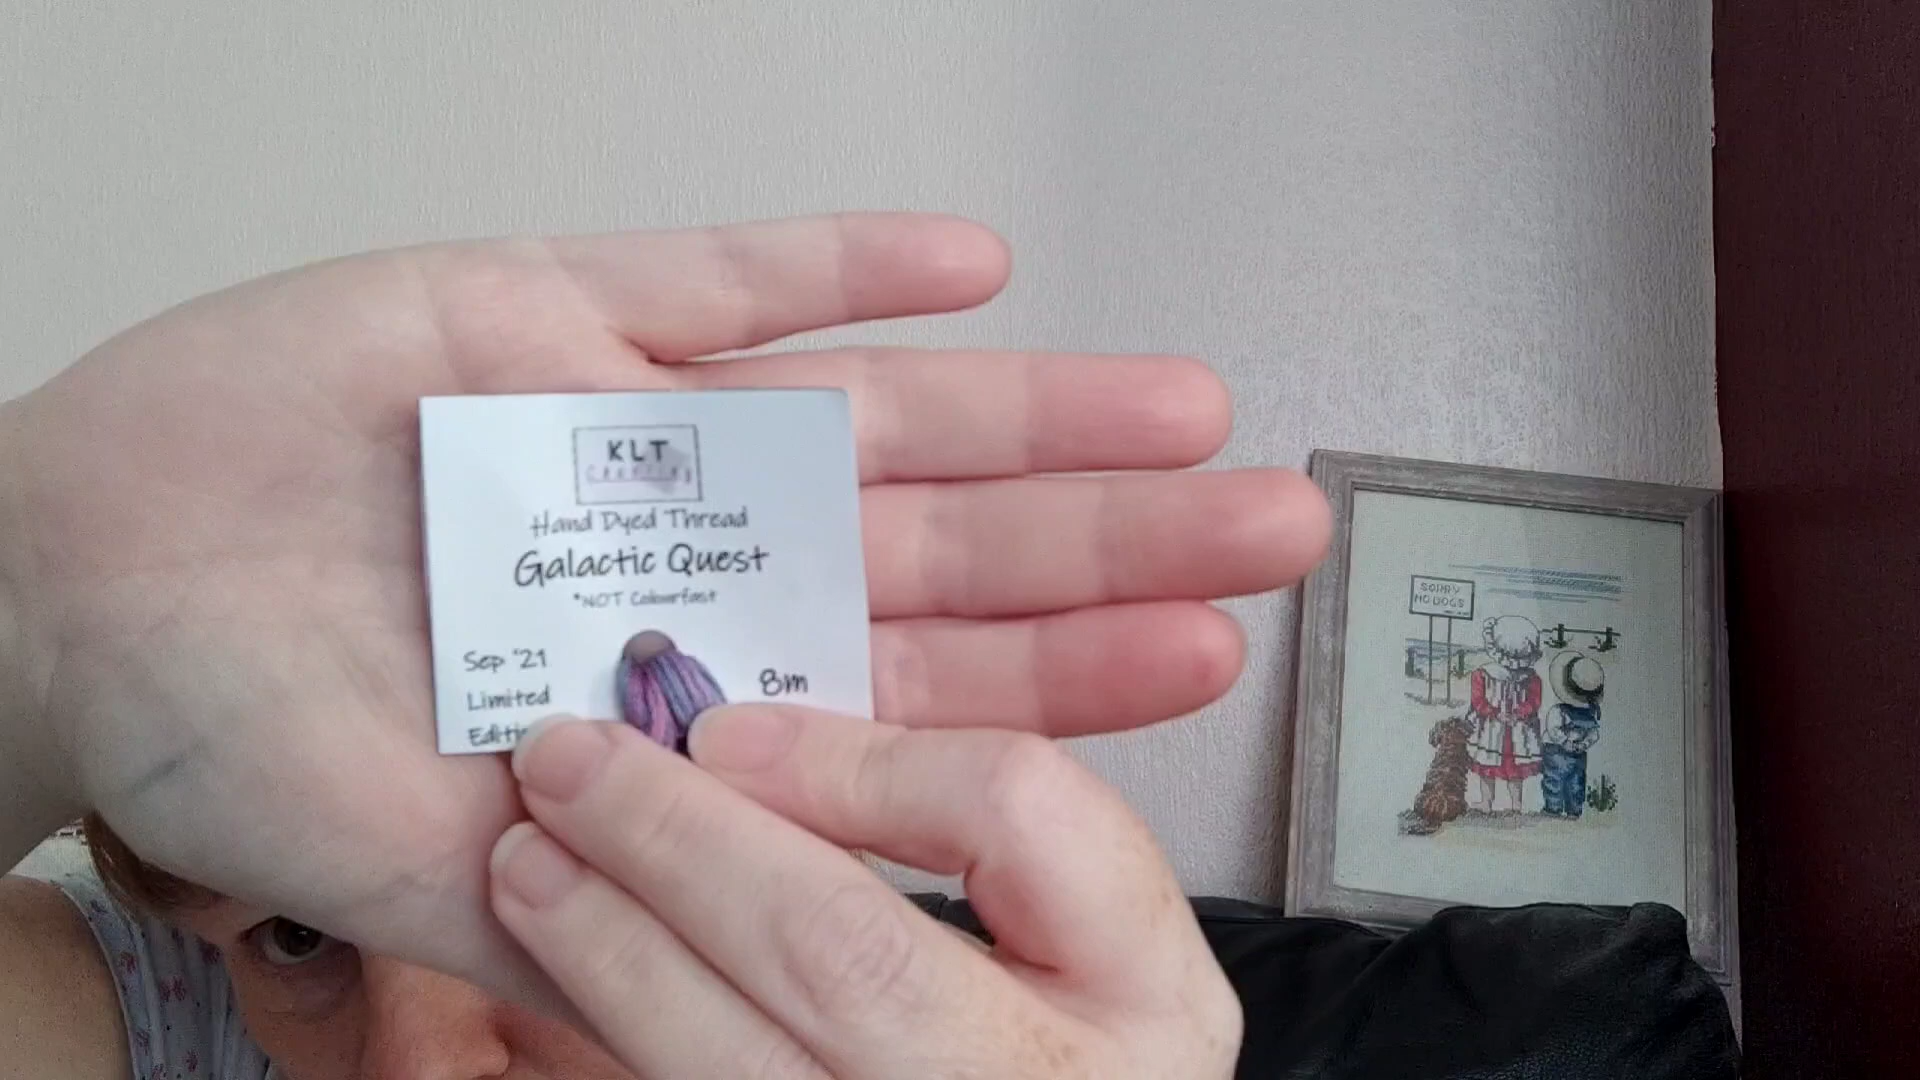 KLT
Hand Dyed Thread
Galactic Quest
*NOT Colourfast
Sep '21
Limited
8m
SORRY
NO DOGS